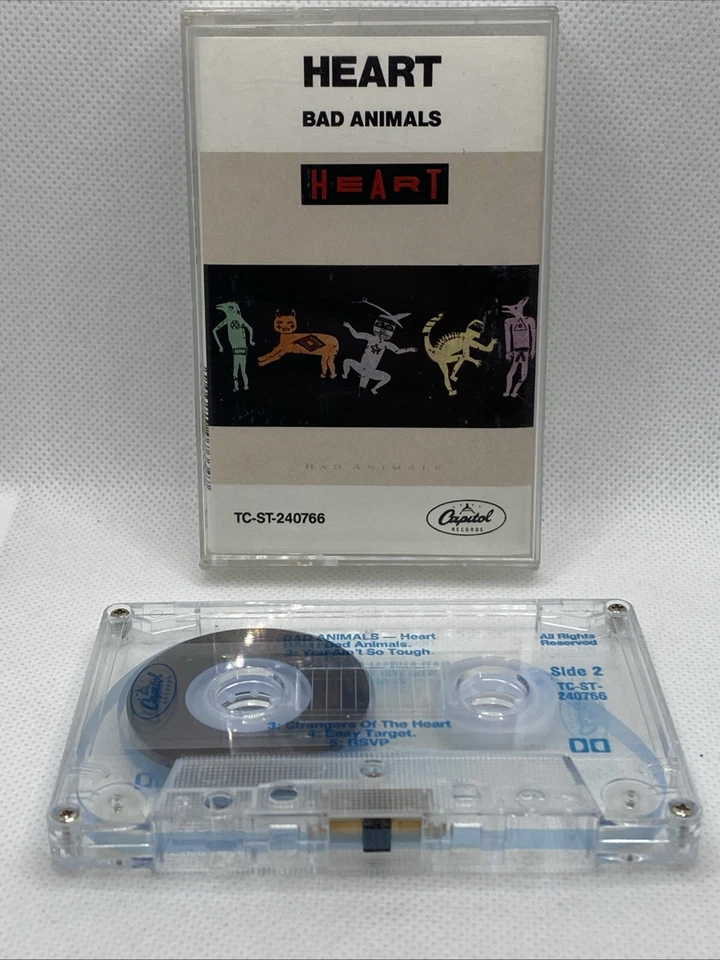 HEART
BAD ANIMALS
HEART
BAD ANIMALS
TC-ST-240766
Capitol
RECORDS
BAD ANIMALS — Heart
Bad Animals.
2: You Ain't So Tough.
3: Strangers Of The Heart
4: Easy Target.
5: RSVP
All Rights
Reserved
Side 2
TC-ST-
240766
Capitol
RECORDS